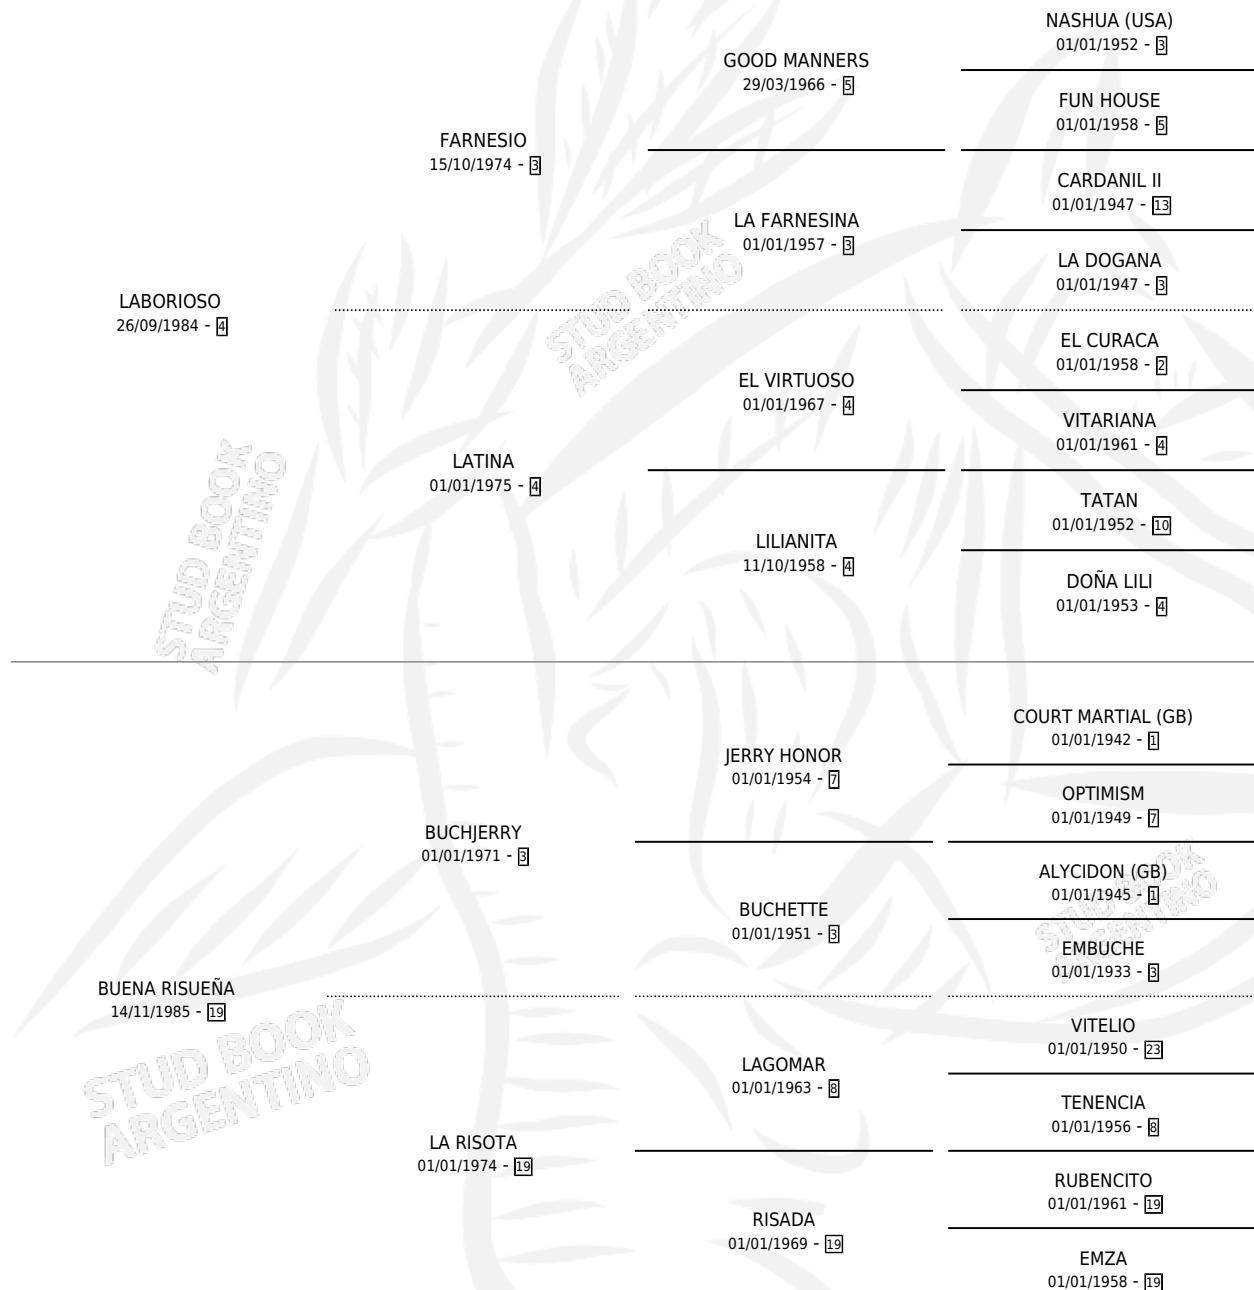 NASHUA (USA)
01/01/1952 - 3
GOOD MANNERS
29/03/1966 - 5
FUN HOUSE
01/01/1958 - 5
FARNESIO
15/10/1974 - 3
CARDANIL II
01/01/1947 - 13
LA FARNESINA
01/01/1957 - 3
LA DOGANA
01/01/1947 - 3
LABORIOSO
26/09/1984 - 4
EL CURACA
01/01/1958 - 2
EL VIRTUOSO
01/01/1967 - 4
VITARIANA
01/01/1961 - 4
LATINA
01/01/1975 - 4
TATAN
01/01/1952 - 10
LILIANITA
11/10/1958 - 4
DOÑA LILI
01/01/1953 - 4
COURT MARTIAL (GB)
01/01/1942 - 1
JERRY HONOR
01/01/1954 - 7
OPTIMISM
01/01/1949 - 7
BUCHJERRY
01/01/1971 - 3
ALYCIDON (GB)
01/01/1945 - 1
BUCHETTE
01/01/1951 - 3
EMBUCHE
01/01/1933 - 3
BUENA RISUEÑA
14/11/1985 - 19
VITELIO
01/01/1950 - 23
LAGOMAR
01/01/1963 - 8
TENENCIA
01/01/1956 - 8
LA RISOTA
01/01/1974 - 19
RUBENCITO
01/01/1961 - 19
RISADA
01/01/1969 - 19
EMZA
01/01/1958 - 19
STUD BOOK
ARGENTINO
STUD BOOK
ARGENTINO
STUD BOOK
ARGENTINO
STUD BOOK
ARGENTINO